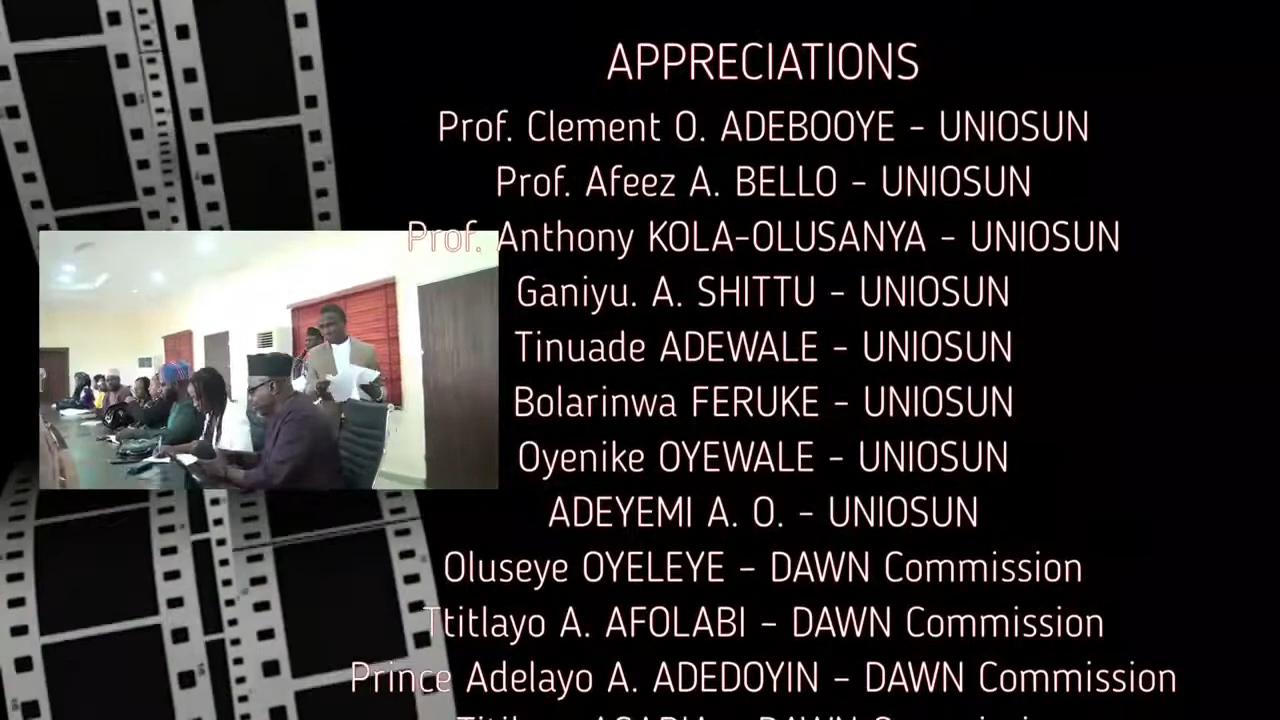 APPRECIATIONS
Prof. Clement O. ADEBOOYE - UNIOSUN
Prof. Afeez A. BELLO - UNIOSUN
Prof. Anthony KOLA-OLUSANYA - UNIOSUN
Ganiyu. A. SHITTU - UNIOSUN
Tinuade ADEWALE - UNIOSUN
Bolarinwa FERUKE - UNIOSUN
Oyenike OYEWALE - UNIOSUN
ADEYEMI A. O. - UNIOSUN
Oluseye OYELEYE - DAWN Commission
Ttitlayo A. AFOLABI - DAWN Commission
Prince Adelayo A. ADEDOYIN - DAWN Commission